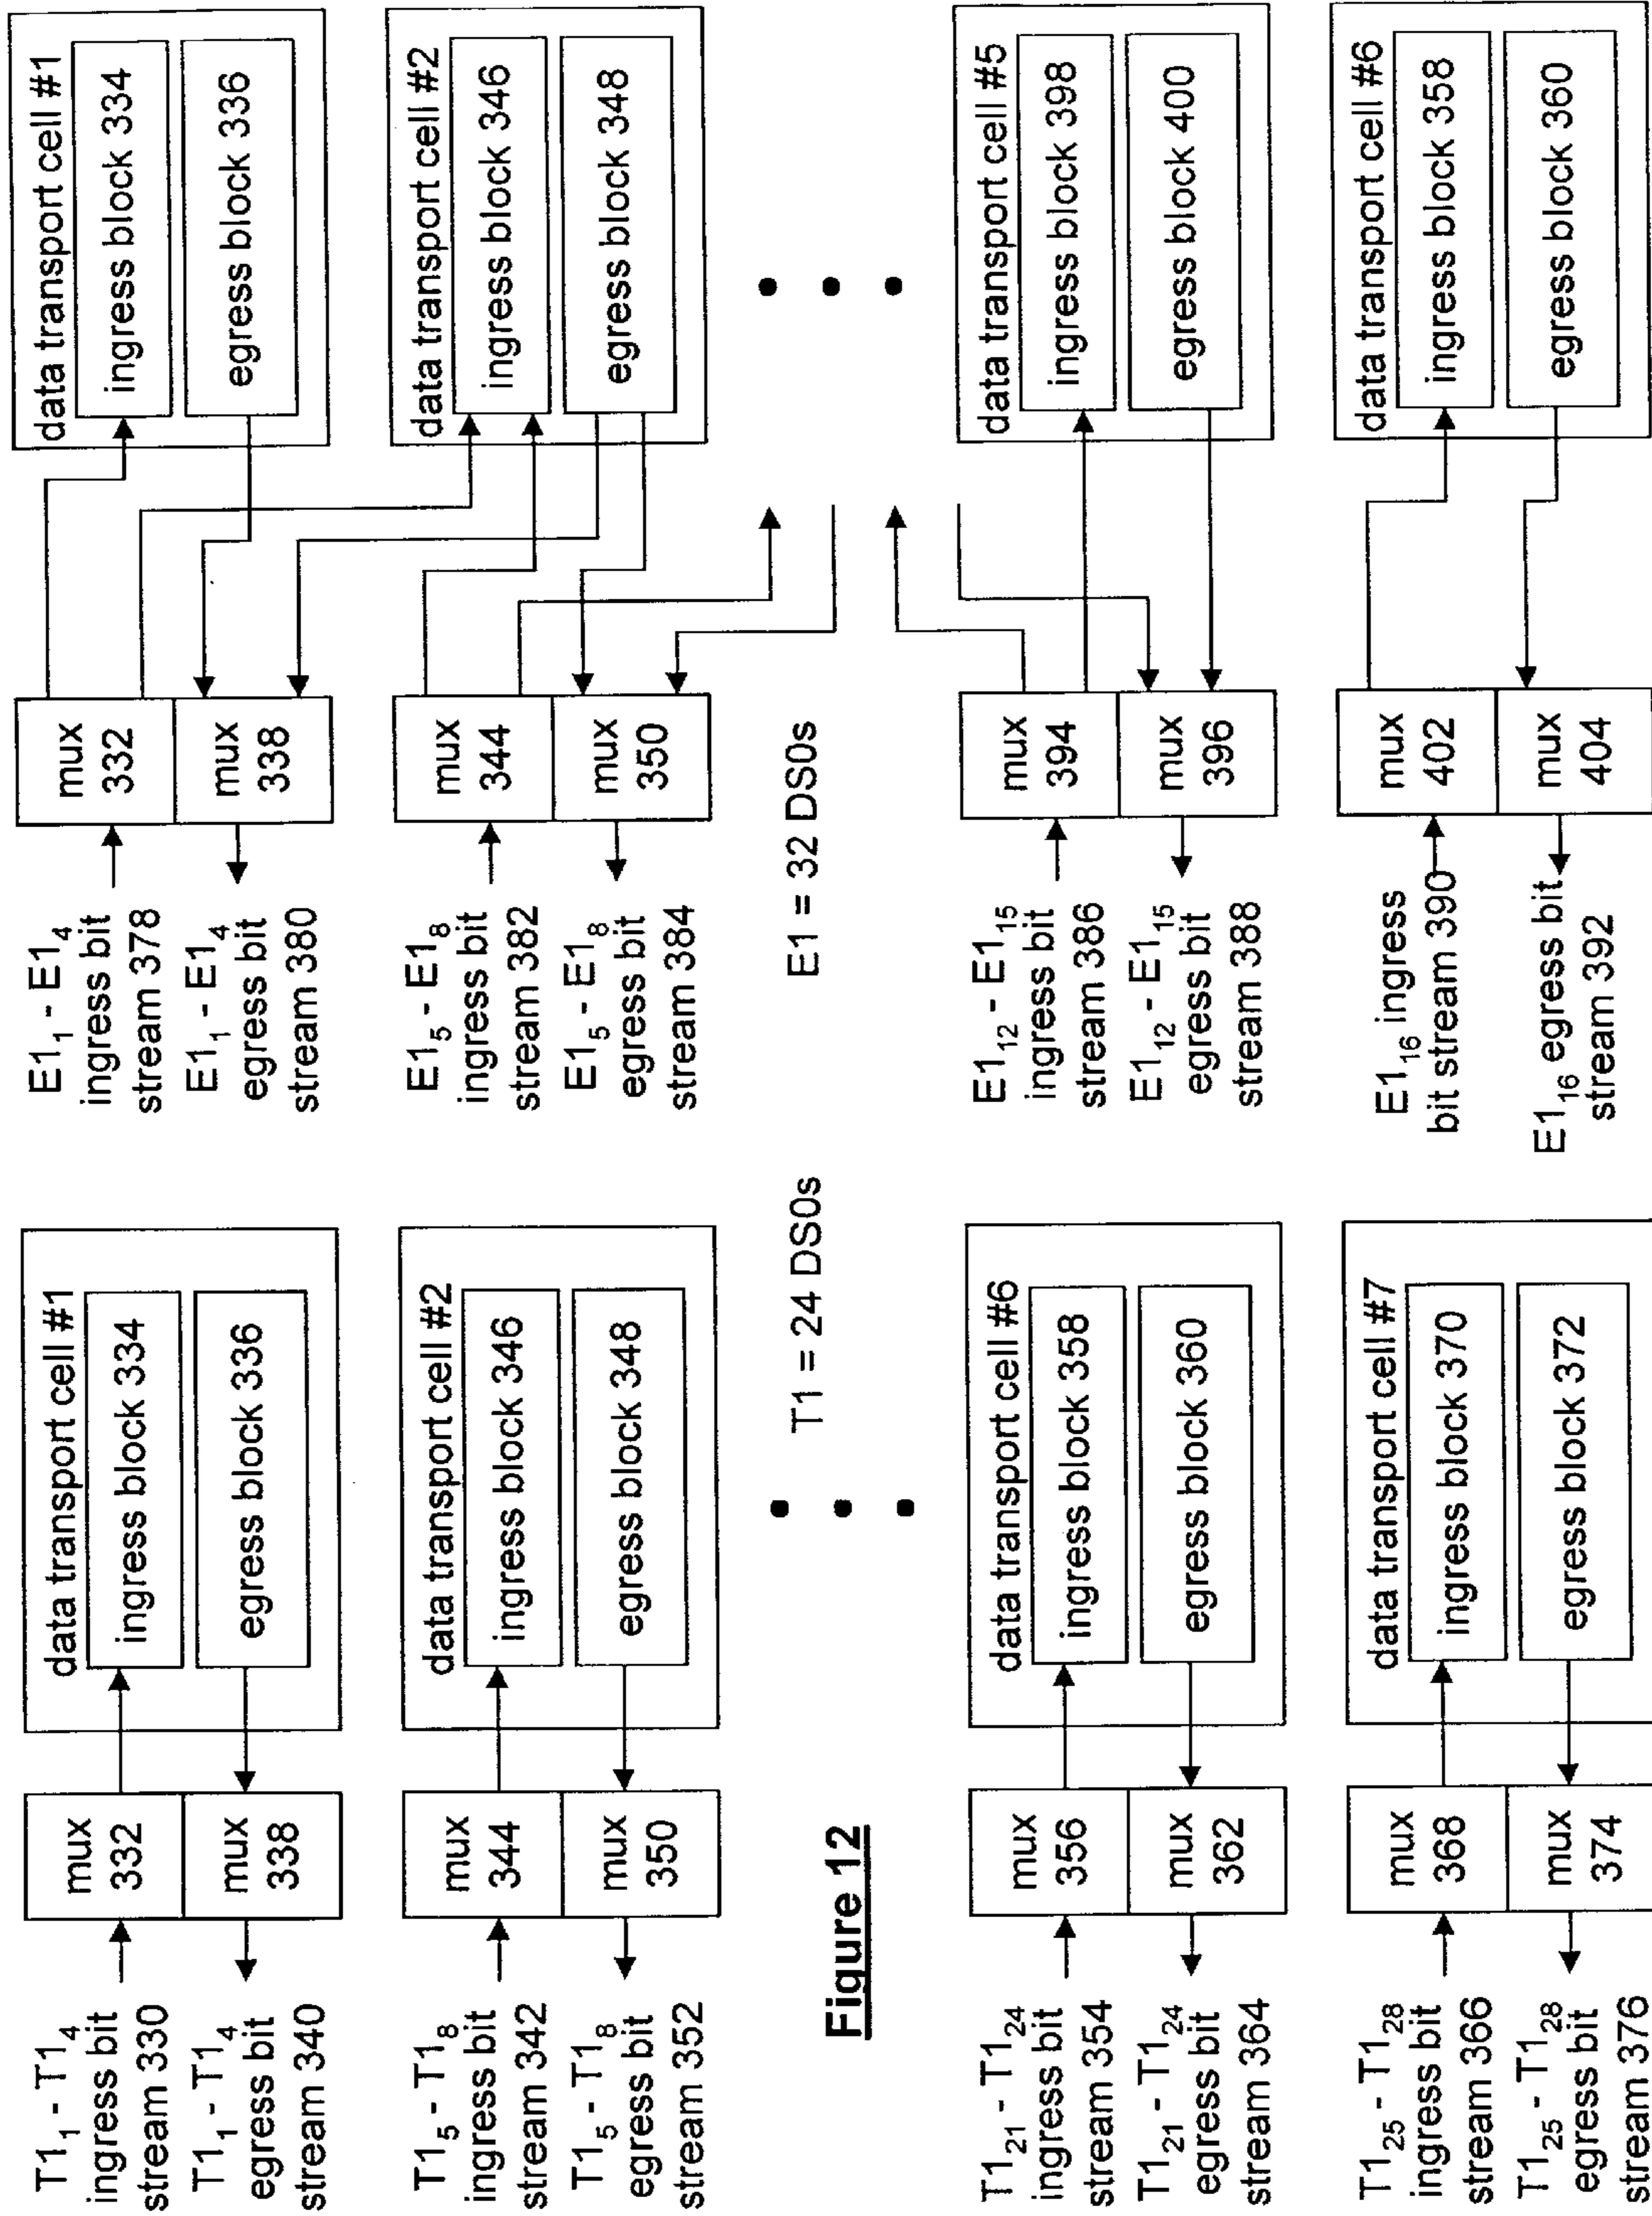 T1₁ - T1₄
ingress bit
stream 330
T1₁ - T1₄
egress bit
stream 340
mux
332
mux
338
data transport cell #1
ingress block 334
egress block 336
T1₅ - T1₈
ingress bit
stream 342
T1₅ - T1₈
egress bit
stream 352
mux
344
mux
350
data transport cell #2
ingress block 346
egress block 348
Figure 12
T1 = 24 DS0s
T1₂₁ - T1₂₄
ingress bit
stream 354
T1₂₁ - T1₂₄
egress bit
stream 364
mux
356
mux
362
data transport cell #6
ingress block 358
egress block 360
T1₂₅ - T1₂₈
ingress bit
stream 366
T1₂₅ - T1₂₈
egress bit
stream 376
mux
368
mux
374
data transport cell #7
ingress block 370
egress block 372
E1₁ - E1₄
ingress bit
stream 378
E1₁ - E1₄
egress bit
stream 380
mux
332
mux
338
data transport cell #1
ingress block 334
egress block 336
E1₅ - E1₈
ingress bit
stream 382
E1₅ - E1₈
egress bit
stream 384
mux
344
mux
350
data transport cell #2
ingress block 346
egress block 348
E1 = 32 DS0s
E1₁₂ - E1₁₅
ingress bit
stream 386
E1₁₂ - E1₁₅
egress bit
stream 388
mux
394
mux
396
data transport cell #5
ingress block 398
egress block 400
E1₁₆ ingress
bit stream 390
E1₁₆ egress bit
stream 392
mux
402
mux
404
data transport cell #6
ingress block 358
egress block 360